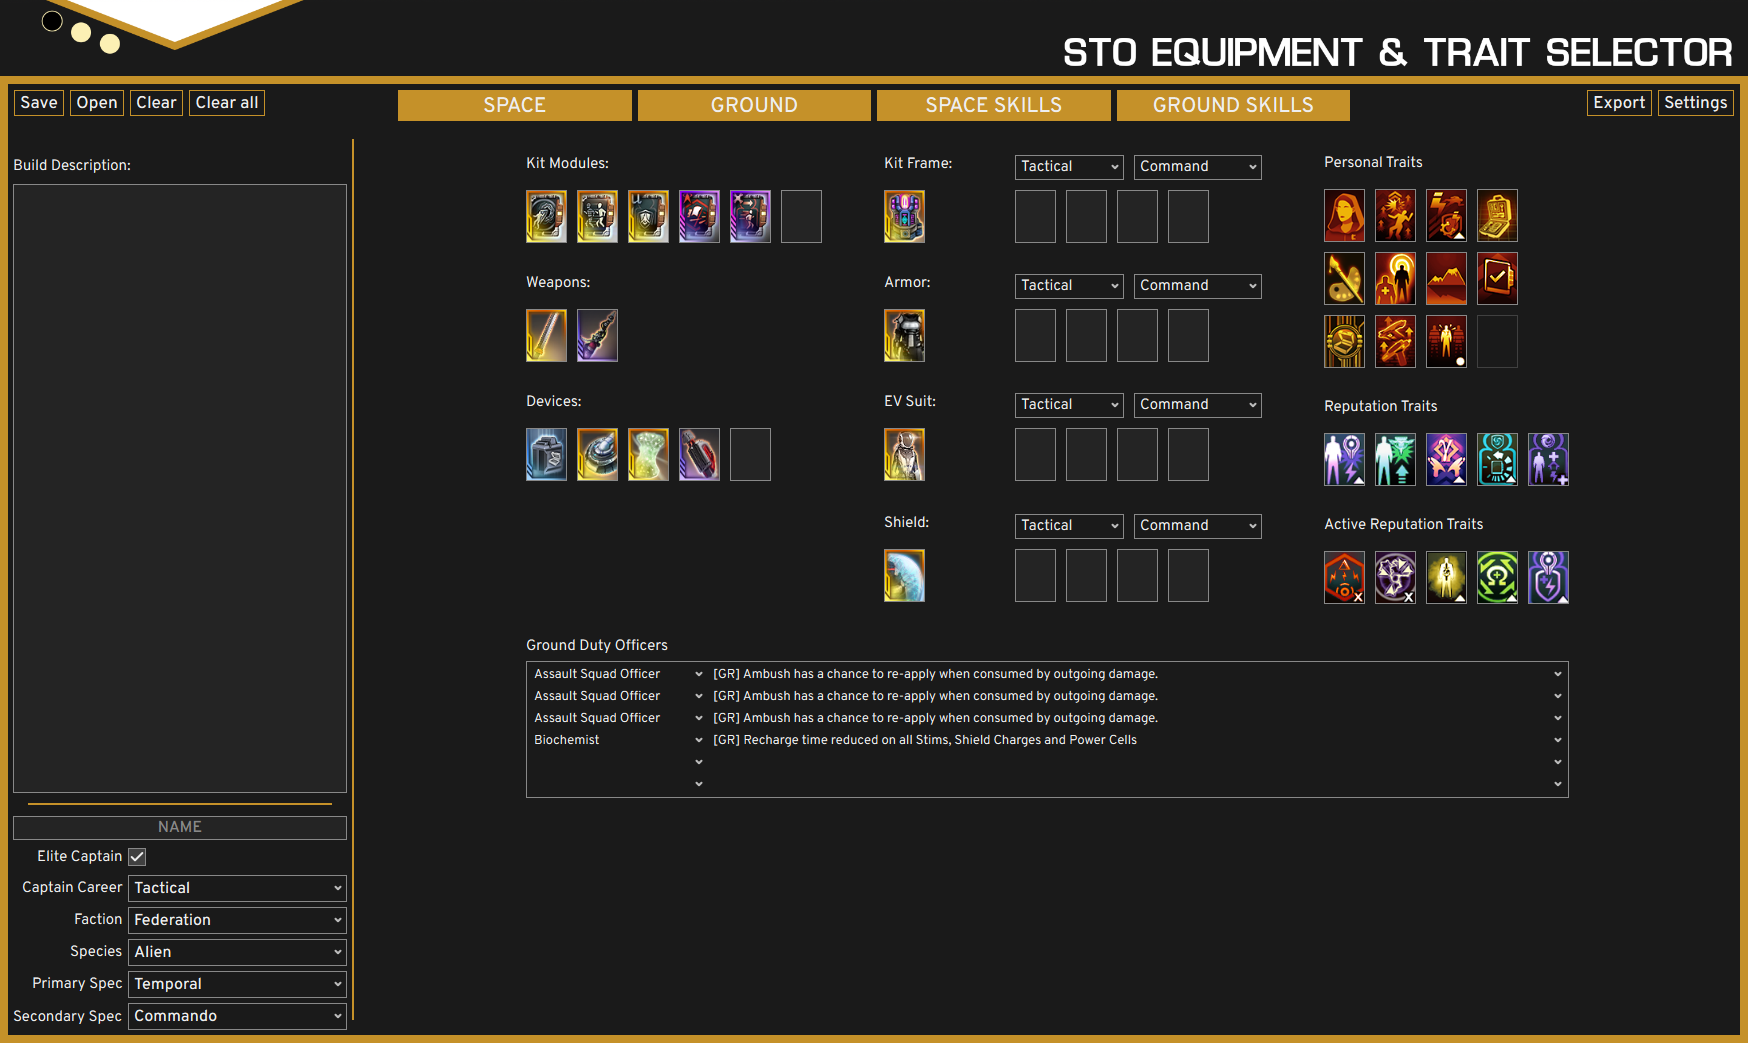 STO EQUIPMENT & TRAIT SELECTOR
Save Open Clear Clear all
SPACE GROUND SPACE SKILLS GROUND SKILLS
Export Settings
Build Description:
NAME
Elite Captain
Captain Career Tactical
Faction Federation
Species Alien
Primary Spec Temporal
Secondary Spec Commando
Kit Modules:
Weapons:
Devices:
Kit Frame: Tactical Command
Armor: Tactical Command
EV Suit: Tactical Command
Shield: Tactical Command
Personal Traits
Reputation Traits
Active Reputation Traits
Ground Duty Officers
Assault Squad Officer [GR] Ambush has a chance to re-apply when consumed by outgoing damage.
Assault Squad Officer [GR] Ambush has a chance to re-apply when consumed by outgoing damage.
Assault Squad Officer [GR] Ambush has a chance to re-apply when consumed by outgoing damage.
Biochemist [GR] Recharge time reduced on all Stims, Shield Charges and Power Cells